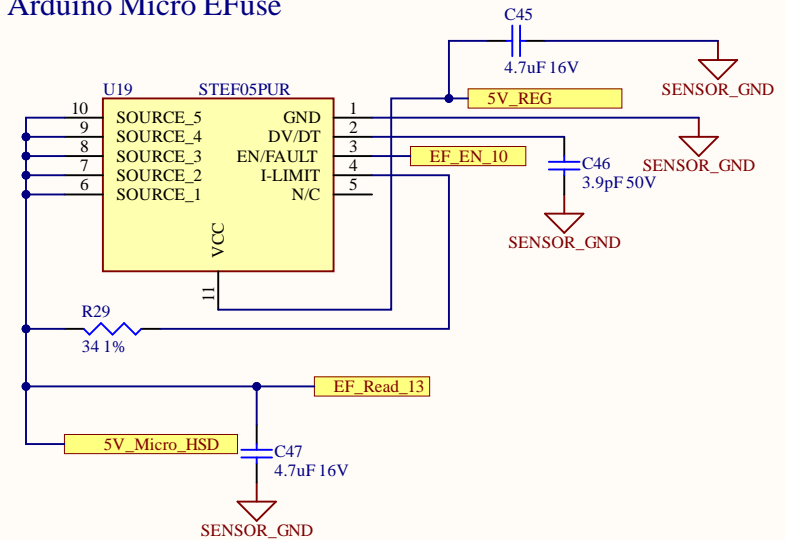 Arduino Micro EFuse
C45
4.7uF 16V
SENSOR_GND
5V_REG
U19
STEF05PUR
10
SOURCE_5
GND
1
9
SOURCE_4
DV/DT
2
8
SOURCE_3
EN/FAULT
3
EF_EN_10
7
SOURCE_2
I-LIMIT
4
6
SOURCE_1
N/C
5
SENSOR_GND
C46
3.9pF 50V
SENSOR_GND
VCC
11
R29
34 1%
EF_Read_13
5V_Micro_HSD
C47
4.7uF 16V
SENSOR_GND